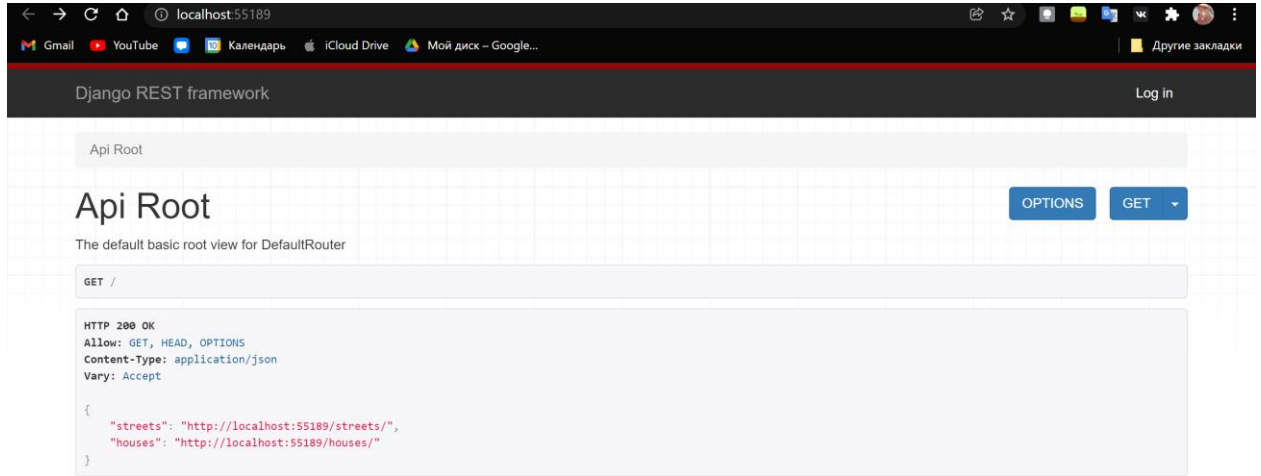 localhost:55189
Gmail YouTube 10 Календарь iCloud Drive Мой диск – Google... Другие закладки
Django REST framework Log in
Api Root
Api Root OPTIONS GET
The default basic root view for DefaultRouter
GET /
HTTP 200 OK
Allow: GET, HEAD, OPTIONS
Content-Type: application/json
Vary: Accept
{
"streets": "http://localhost:55189/streets/",
"houses": "http://localhost:55189/houses/"
}